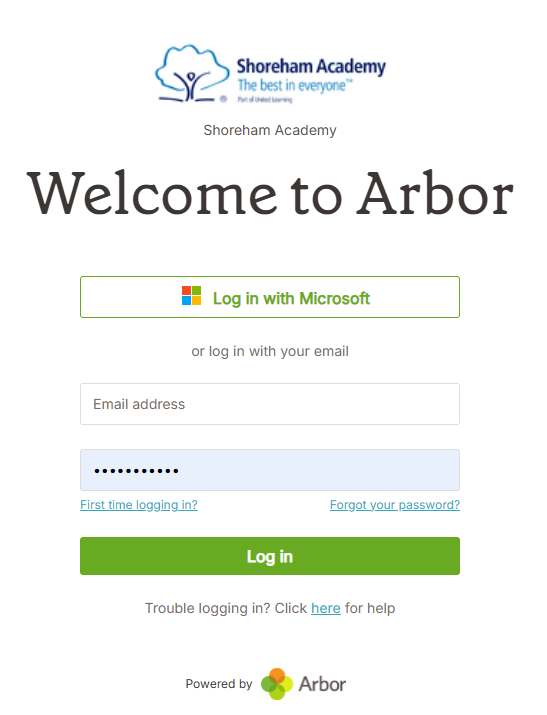 Shoreham Academy
The best in everyone™
Part of United Learning
Shoreham Academy
Welcome to Arbor
Log in with Microsoft
or log in with your email
Email address
•••••••••••
First time logging in? Forgot your password?
Log in
Trouble logging in? Click here for help
Powered by Arbor